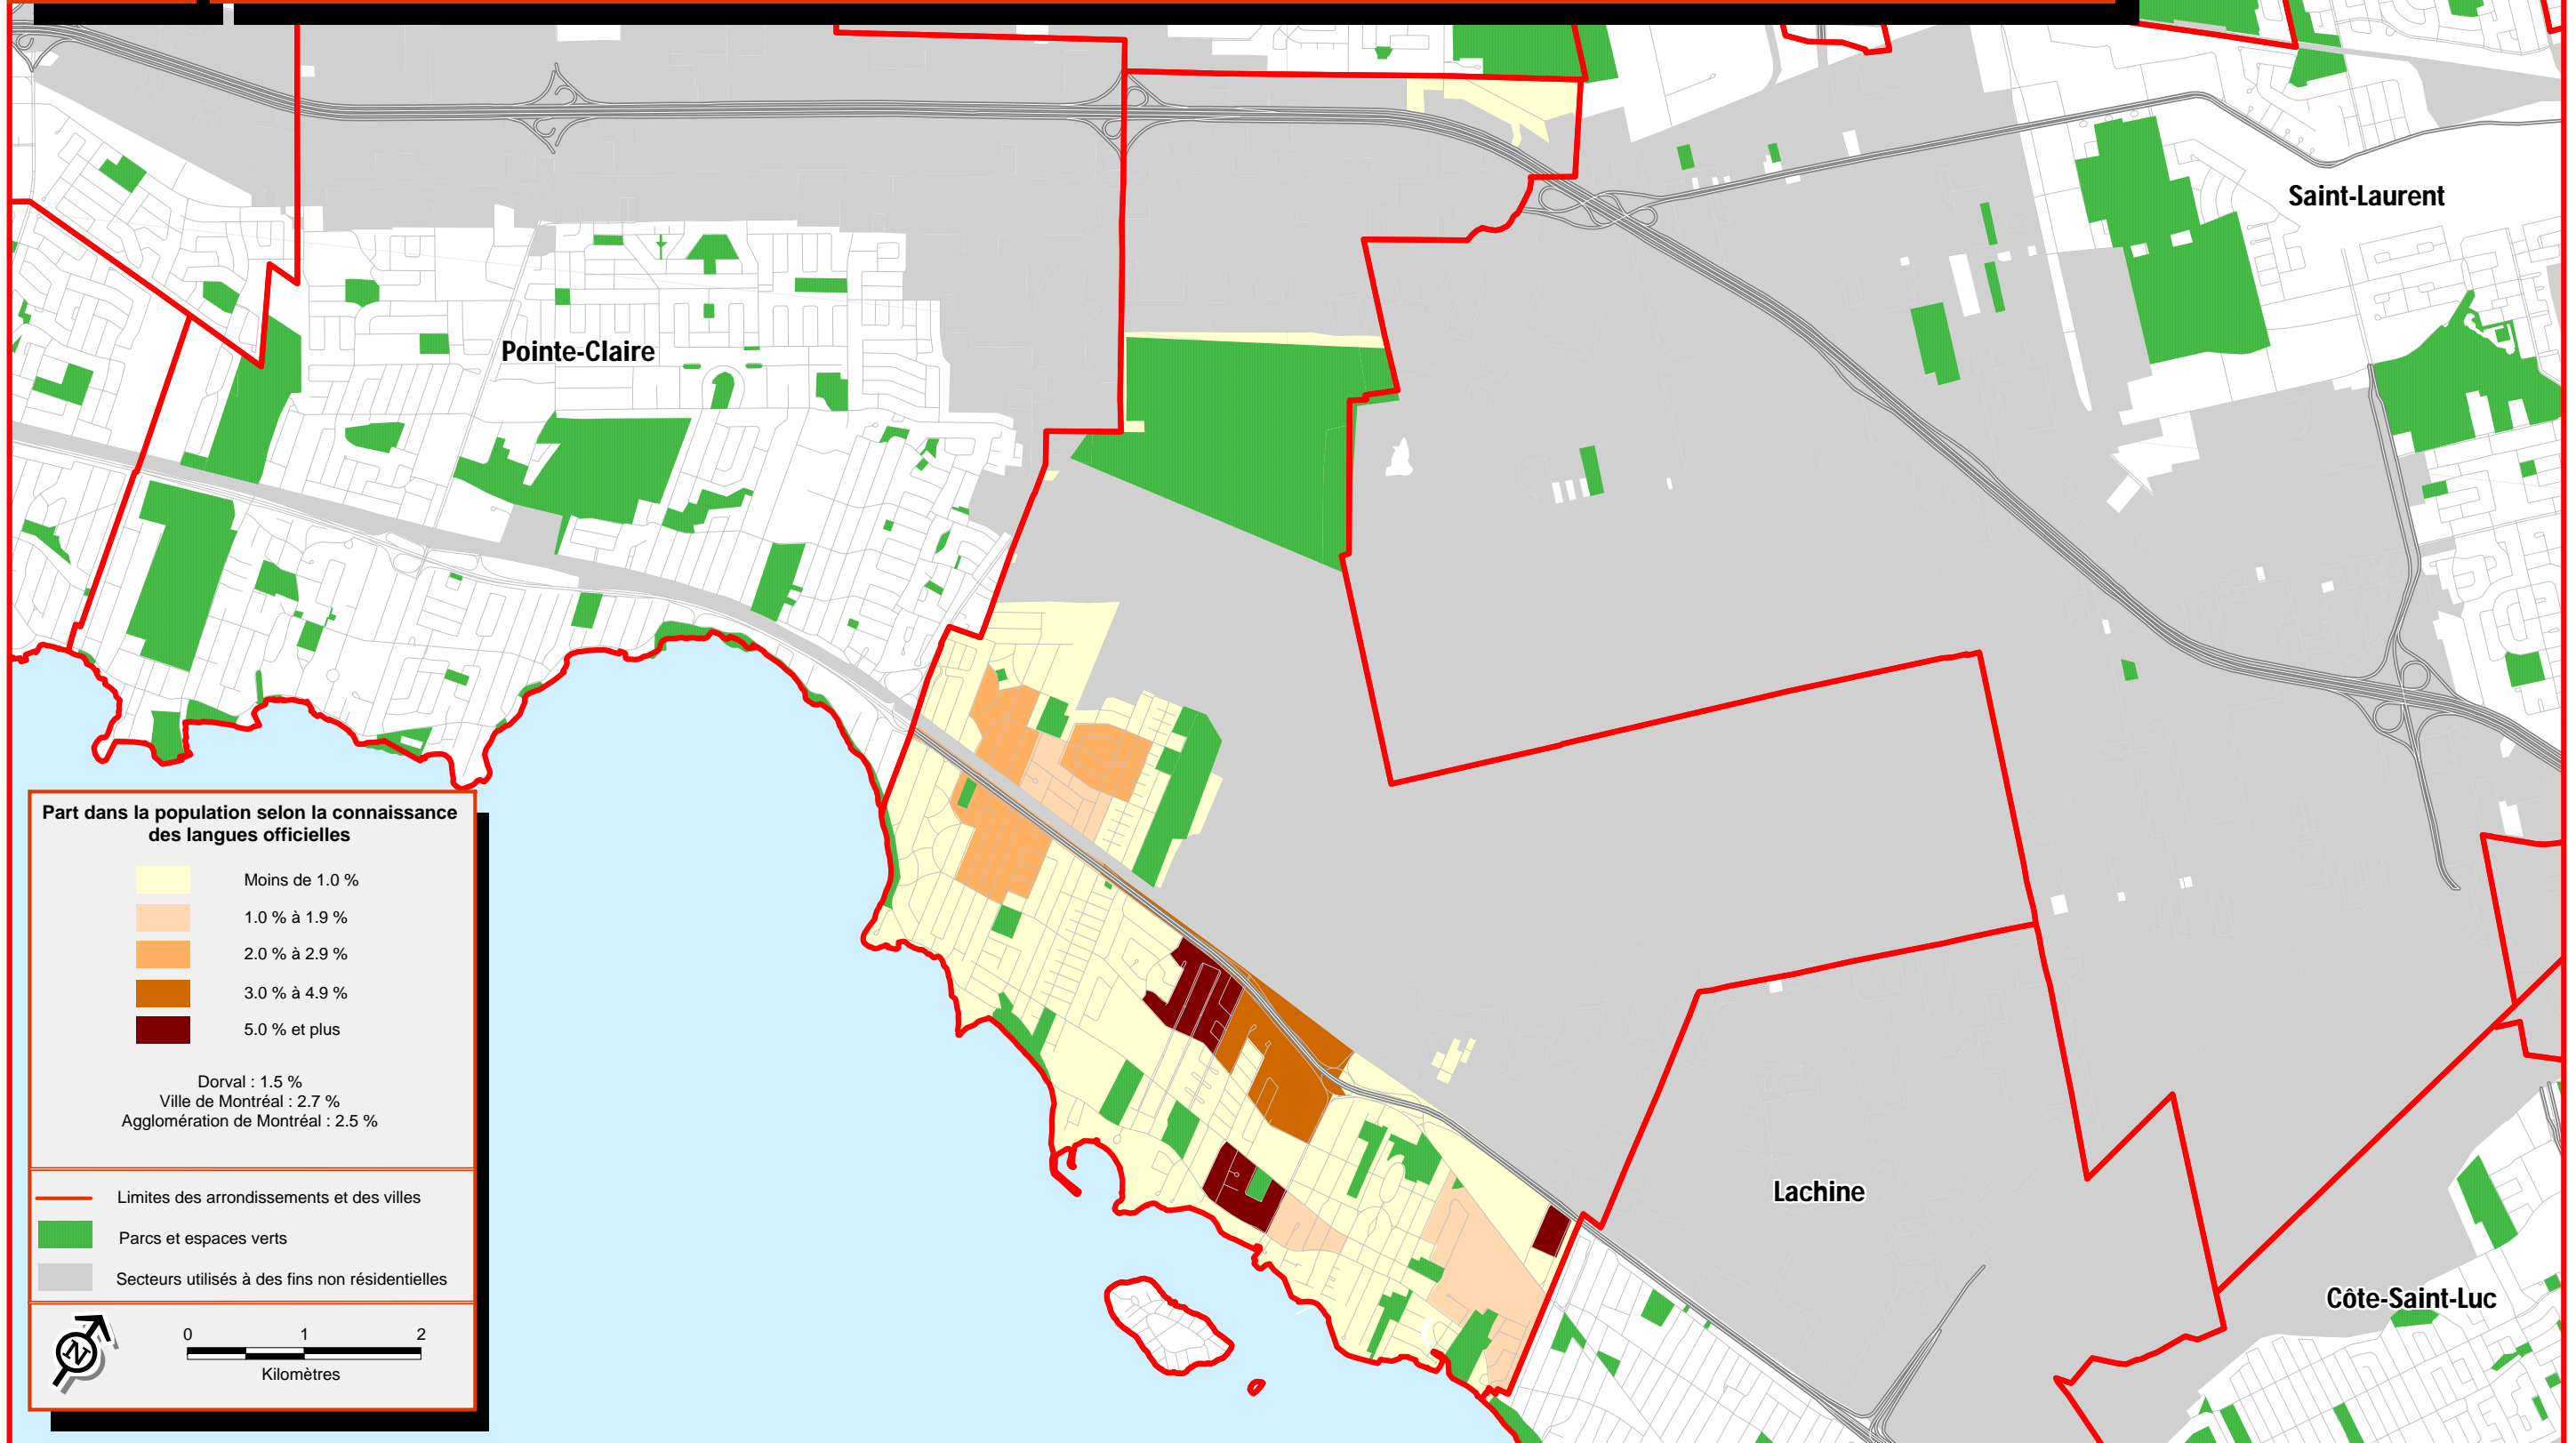 Saint-Laurent
Pointe-Claire
Part dans la population selon la connaissance
des langues officielles
Moins de 1.0 %
1.0 % à 1.9 %
2.0 % à 2.9 %
3.0 % à 4.9 %
5.0 % et plus
Dorval : 1.5 %
Ville de Montréal : 2.7 %
Agglomération de Montréal : 2.5 %
Limites des arrondissements et des villes
Parcs et espaces verts
Secteurs utilisés à des fins non résidentielles
N
0 1 2
Kilomètres
Lachine
Côte-Saint-Luc